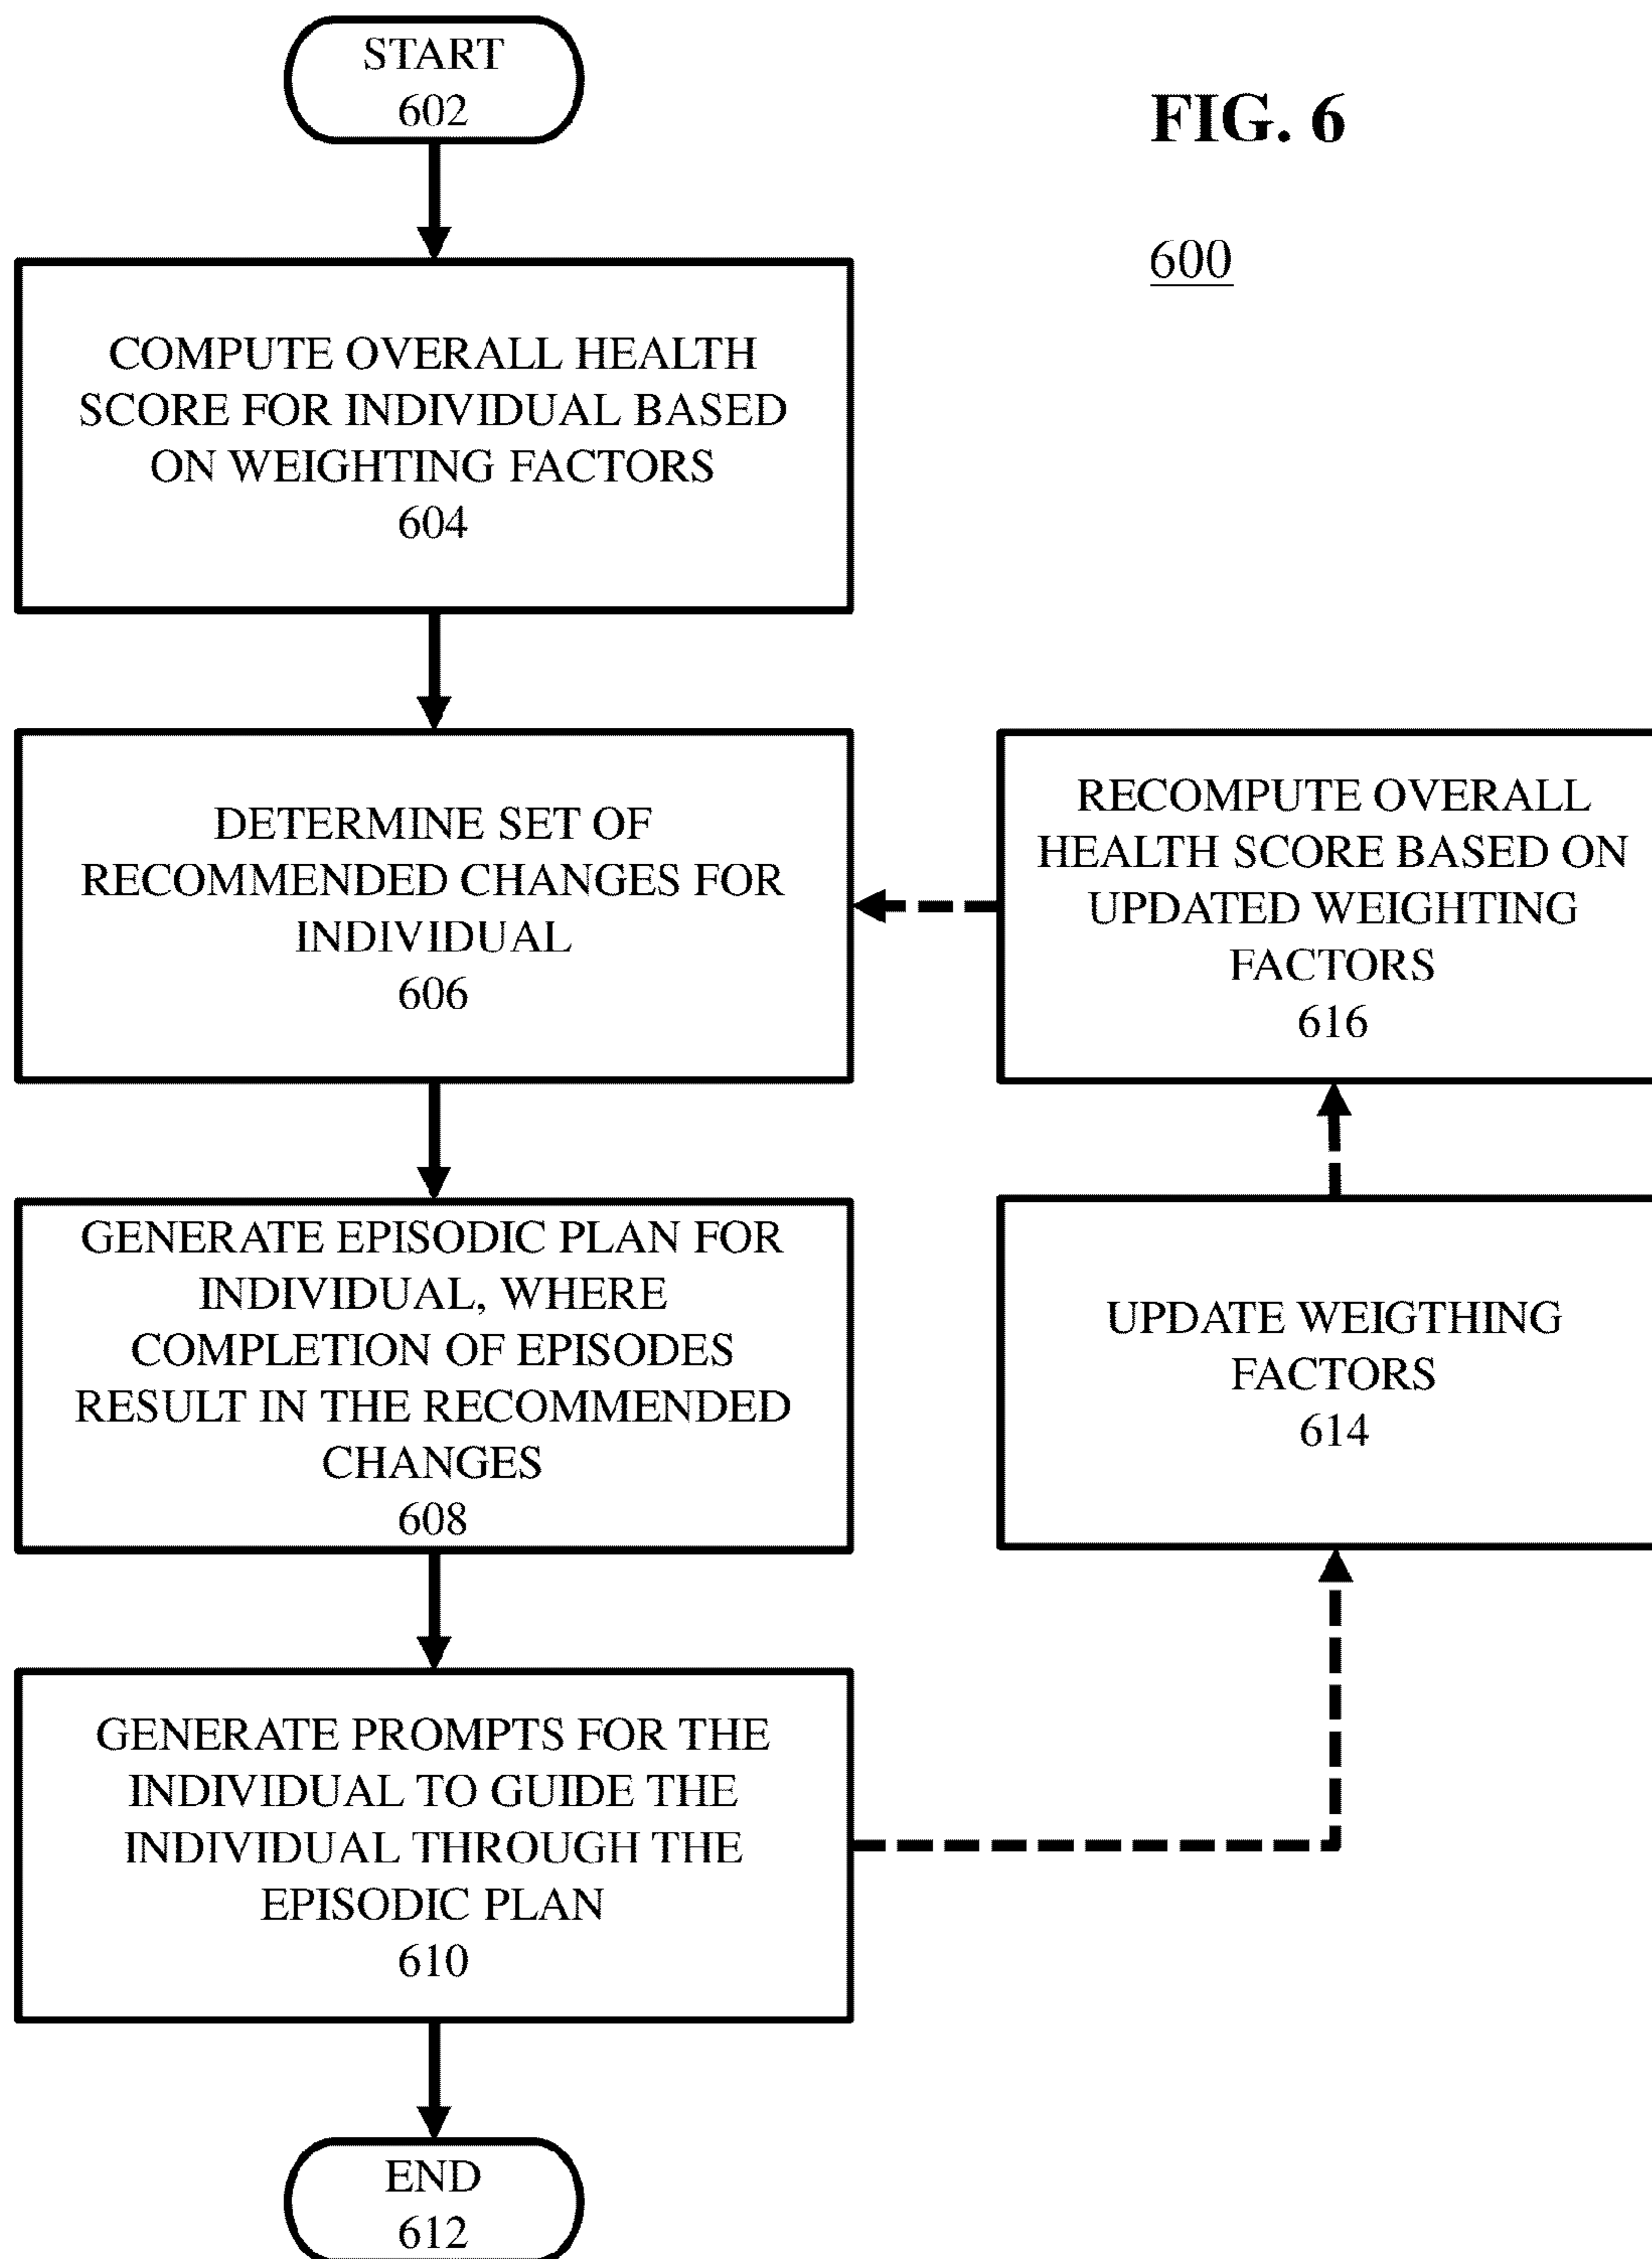 START
602
FIG. 6
600
COMPUTE OVERALL HEALTH
SCORE FOR INDIVIDUAL BASED
ON WEIGHTING FACTORS
604
DETERMINE SET OF
RECOMMENDED CHANGES FOR
INDIVIDUAL
606
RECOMPUTE OVERALL
HEALTH SCORE BASED ON
UPDATED WEIGHTING
FACTORS
616
GENERATE EPISODIC PLAN FOR
INDIVIDUAL, WHERE
COMPLETION OF EPISODES
RESULT IN THE RECOMMENDED
CHANGES
608
UPDATE WEIGTHING
FACTORS
614
GENERATE PROMPTS FOR THE
INDIVIDUAL TO GUIDE THE
INDIVIDUAL THROUGH THE
EPISODIC PLAN
610
END
612